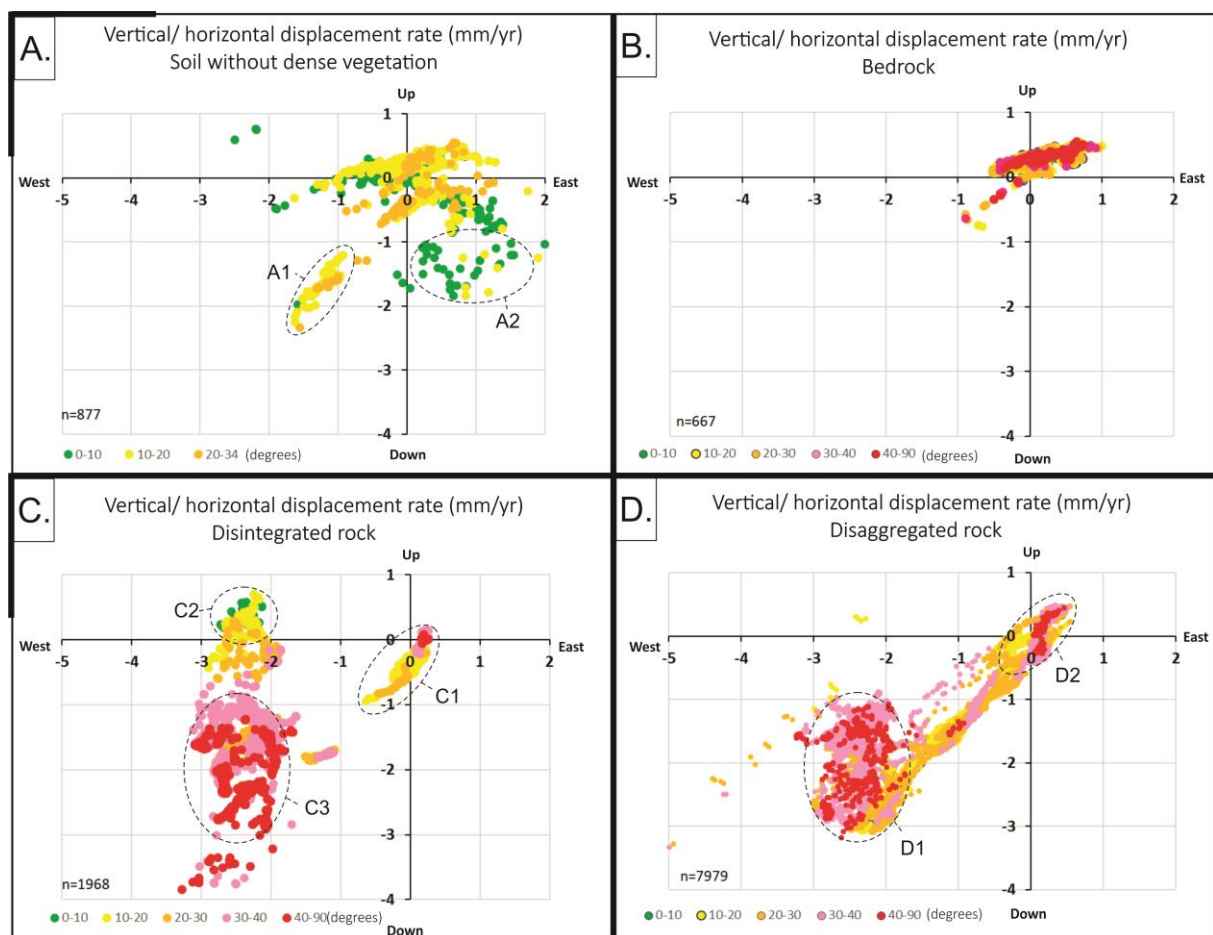 A.
Vertical/ horizontal displacement rate (mm/yr)
Soil without dense vegetation
Up
1
West
0
East
-5 -4 -3 -2 -1 0 1 2
-1
A1
-2
A2
-3
n=877
-4
0-10 10-20 20-34 (degrees)
Down
B.
Vertical/ horizontal displacement rate (mm/yr)
Bedrock
Up
1
West
0
East
-5 -4 -3 -2 -1 0 1 2
-1
-2
-3
n=667
-4
0-10 10-20 20-30 30-40 40-90 (degrees)
Down
C.
Vertical/ horizontal displacement rate (mm/yr)
Disintegrated rock
Up
1
C2
West
0
East
-5 -4 -3 -2 -1 0 1 2
C1
-1
-2
C3
-3
n=1968
-4
0-10 10-20 20-30 30-40 40-90(degrees)
Down
D.
Vertical/ horizontal displacement rate (mm/yr)
Disaggregated rock
Up
1
West
0
East
-5 -4 -3 -2 -1 0 1 2
D2
-1
-2
-3
D1
n=7979
-4
0-10 10-20 20-30 30-40 40-90 (degrees)
Down